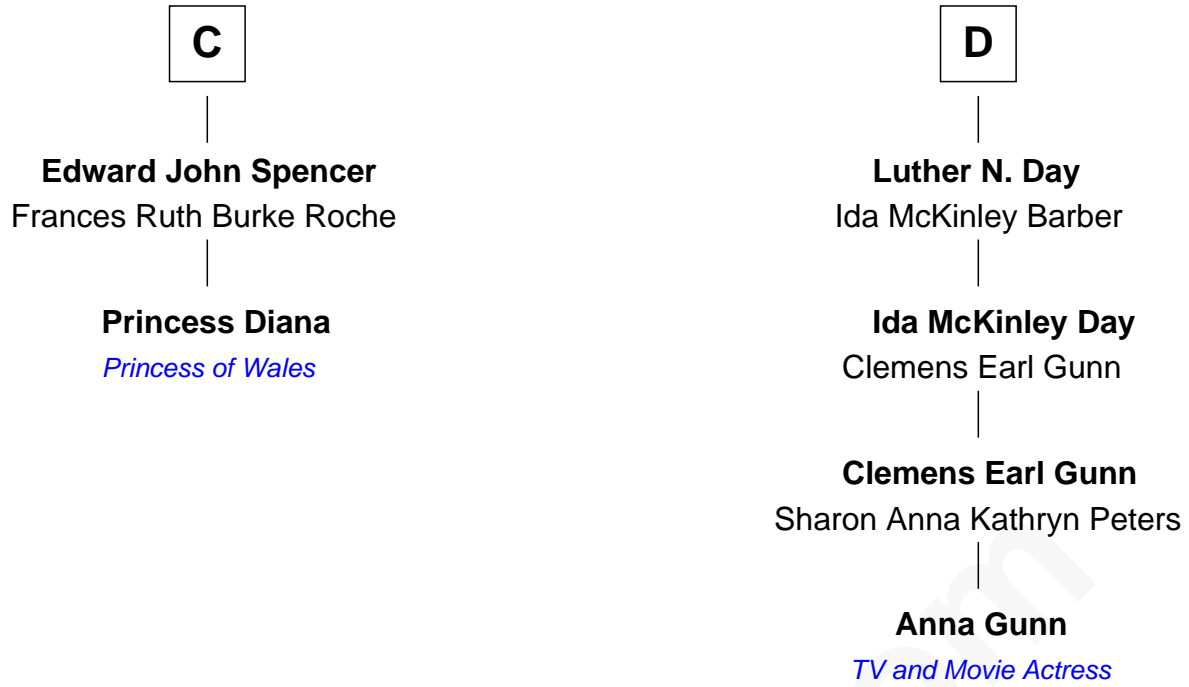 C
Edward John Spencer
Frances Ruth Burke Roche
Princess Diana
Princess of Wales
D
Luther N. Day
Ida McKinley Barber
Ida McKinley Day
Clemens Earl Gunn
Clemens Earl Gunn
Sharon Anna Kathryn Peters
Anna Gunn
TV and Movie Actress